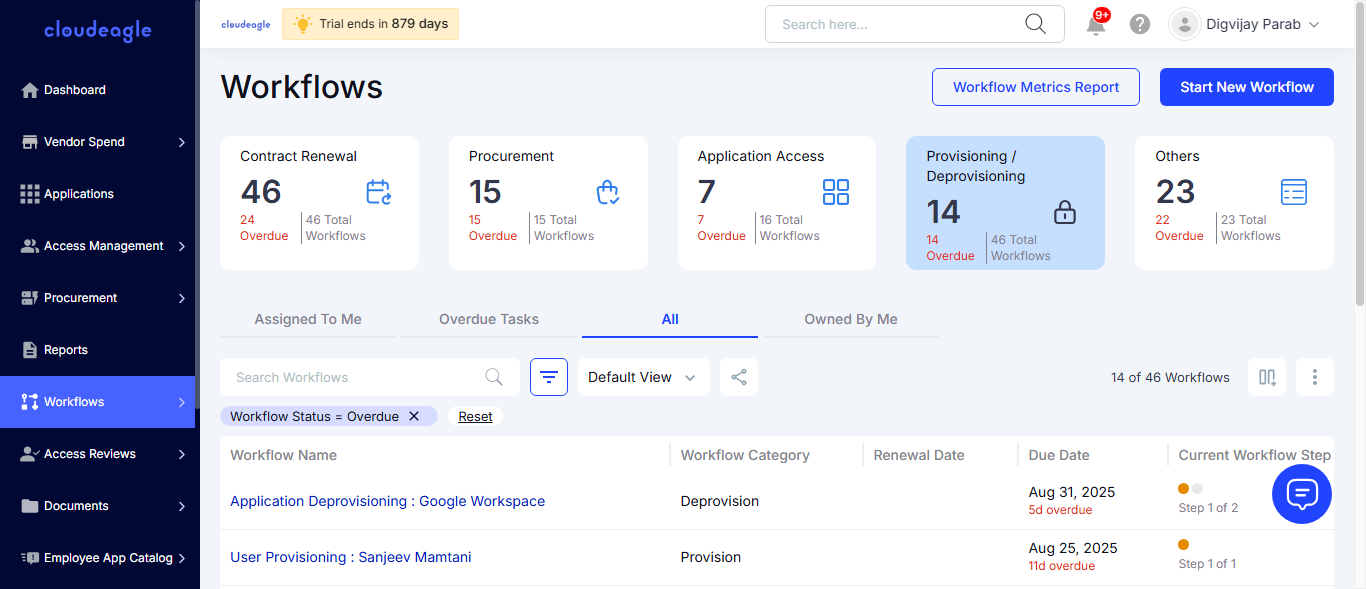 cloudeagle
Dashboard
Vendor Spend
Applications
Access Management
Procurement
Reports
Workflows
Access Reviews
Documents
Employee App Catalog
cloudeagle
Trial ends in 879 days
Search here...
9+
?
Digvijay Parab
Workflows
Workflow Metrics Report
Start New Workflow
Contract Renewal
46
24
Overdue
46 Total
Workflows
Procurement
15
15
Overdue
15 Total
Workflows
Application Access
7
7
Overdue
16 Total
Workflows
Provisioning /
Deprovisioning
14
14
Overdue
46 Total
Workflows
Others
23
22
Overdue
23 Total
Workflows
Assigned To Me
Overdue Tasks
All
Owned By Me
Search Workflows
Default View
14 of 46 Workflows
Workflow Status = Overdue
Reset
Workflow Name
Workflow Category
Renewal Date
Due Date
Current Workflow Step
Application Deprovisioning : Google Workspace
Deprovision
Aug 31, 2025
5d overdue
Step 1 of 2
User Provisioning : Sanjeev Mamtani
Provision
Aug 25, 2025
11d overdue
Step 1 of 1